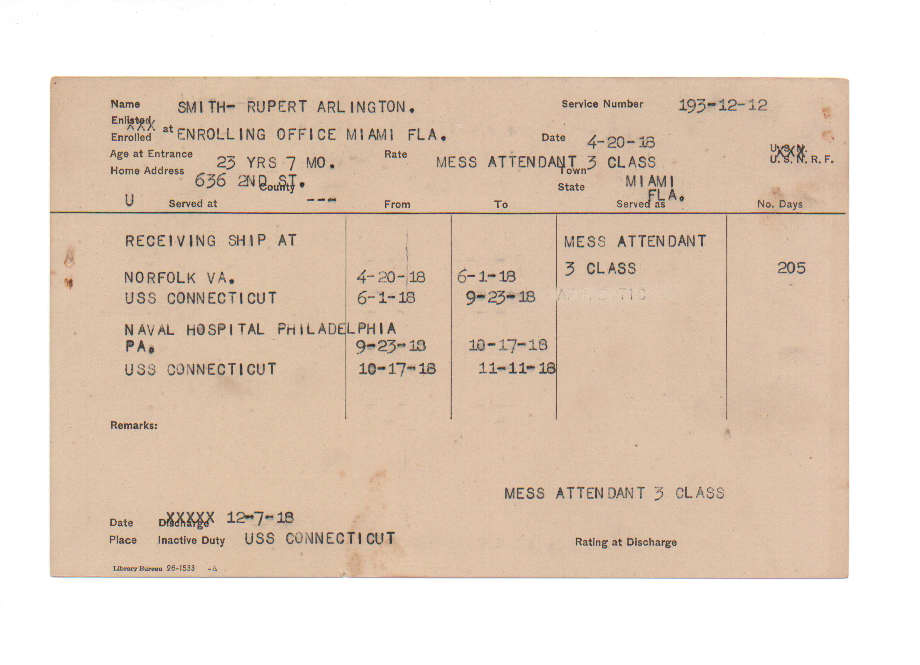 Name SMITH- RUPERT ARLINGTON. Service Number 193-12-12
Enlisted
XXX
Enrolled at ENROLLING OFFICE MIAMI FLA. Date 4-20-18
Age at Entrance 23 YRS 7 MO. Rate MESS ATTENDANT 3 CLASS U.S.N.R.F.
Home Address 636 2ND ST. County --- Town MIAMI
State FLA.
U Served at From To Served as No. Days
RECEIVING SHIP AT MESS ATTENDANT
NORFOLK VA. 4-20-18 6-1-18 3 CLASS 205
USS CONNECTICUT 6-1-18 9-23-18
NAVAL HOSPITAL PHILADELPHIA
PA. 9-23-18 10-17-18
USS CONNECTICUT 10-17-18 11-11-18
Remarks:
MESS ATTENDANT 3 CLASS
Date Discharge XXXXX 12-7-18
Place Inactive Duty USS CONNECTICUT Rating at Discharge
Library Bureau 26-1533